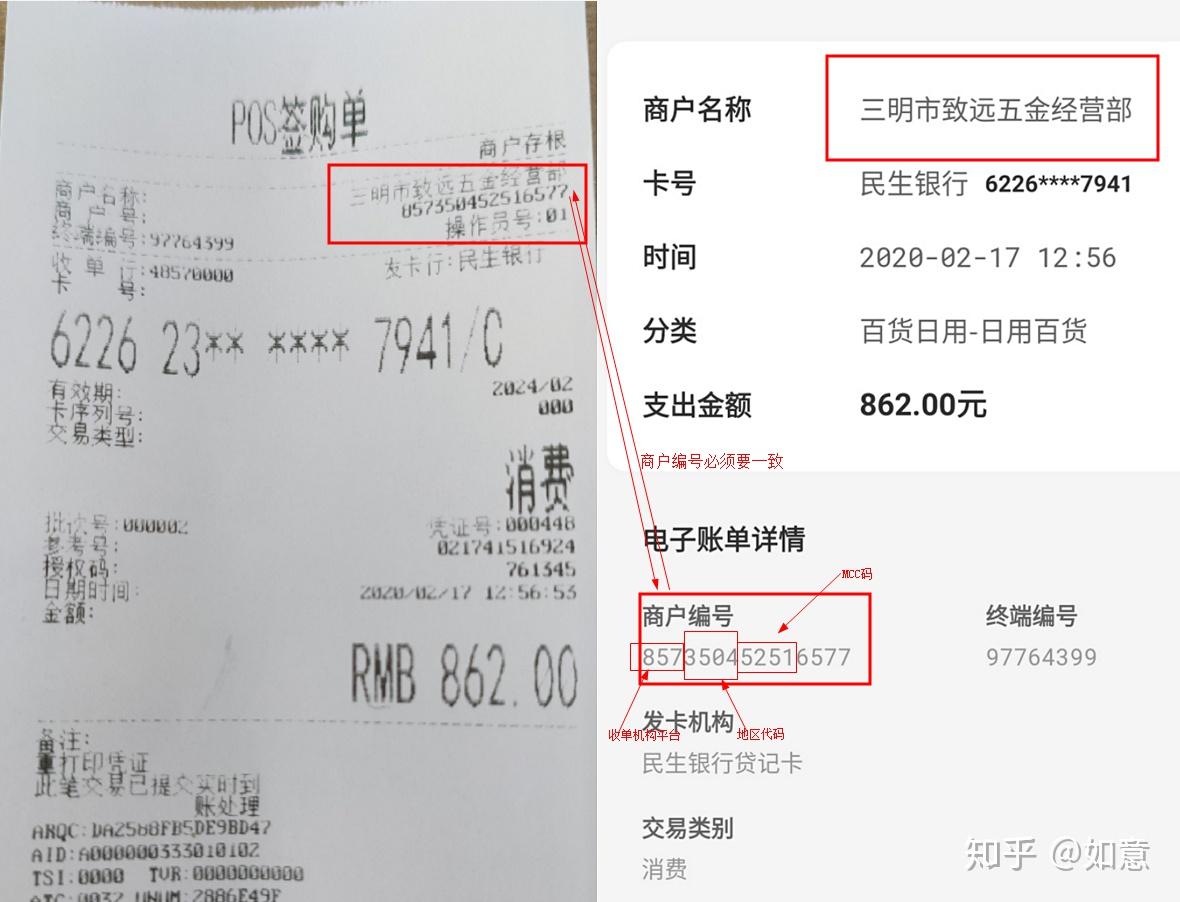 POS签购单
商户存根
商户名称:
三明市致远五金经营部
商 户 号:
857350452516577
终端编号:97764399
操作员号:01
收 单 行:48570000
发卡行:民生银行
卡 号:
6226 23** **** 7941/C
有效期:
2024/02
卡序列号:
000
交易类型:
消费
批次号:000002
凭证号:000448
参考号:
021741516924
授权码:
761345
日期时间:
2020/02/17 12:56:53
金额:
RMB 862.00
备注:
重打印凭证
此笔交易已提交实时到
账处理
ARQC:DA2588FB5DE9BD47
AID:A000000333010102
TSI:0000 TVR:0000000000
ATC:0032 UNUM:2886E49F
商户名称 三明市致远五金经营部
卡号 民生银行 6226****7941
时间 2020-02-17 12:56
分类 百货日用-日用百货
支出金额 862.00元
商户编号必须要一致
电子账单详情
MCC码
商户编号 终端编号
857350452516577 97764399
发卡机构
收单机构平台 地区代码
民生银行贷记卡
交易类别
消费
知乎 @如意